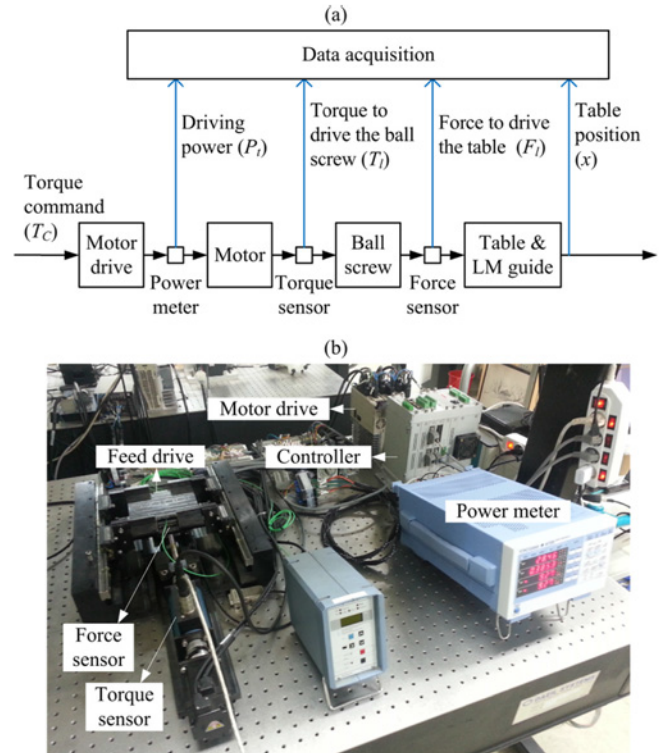 (a)
Data acquisition
Driving
power (Pt)
Torque to
drive the ball
screw (Tl)
Force to drive
the table (Fl)
Table
position
(x)
Torque
command
(TC)
Motor
drive
Power
meter
Motor
Torque
sensor
Ball
screw
Force
sensor
Table &
LM guide
(b)
Motor drive
Feed drive
Controller
Power meter
Force
sensor
Torque
sensor